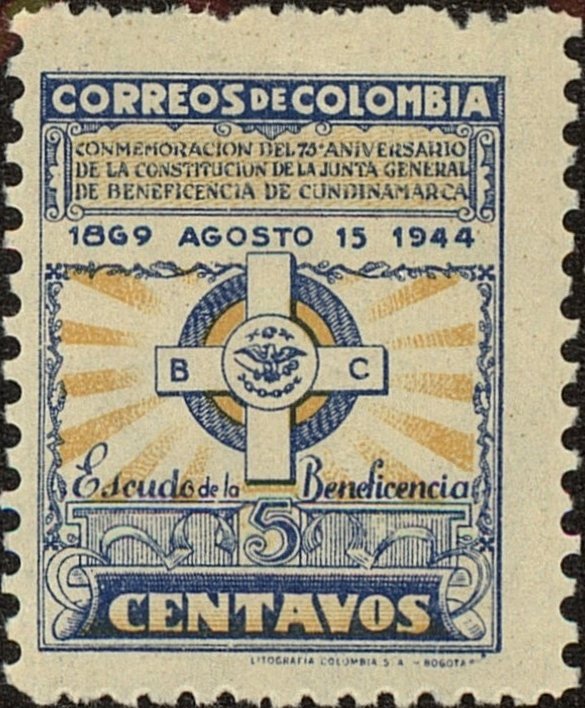 CORREOS DE COLOMBIA
CONMEMORACION DEL 75º ANIVERSARIO
DE LA CONSTITUCION DE LA JUNTA GENERAL
DE BENEFICENCIA DE CUNDINAMARCA
1869 AGOSTO 15 1944
B C
Escudo de la Beneficencia
5
CENTAVOS
LITOGRAFIA COLOMBIA S. A. - BOGOTA